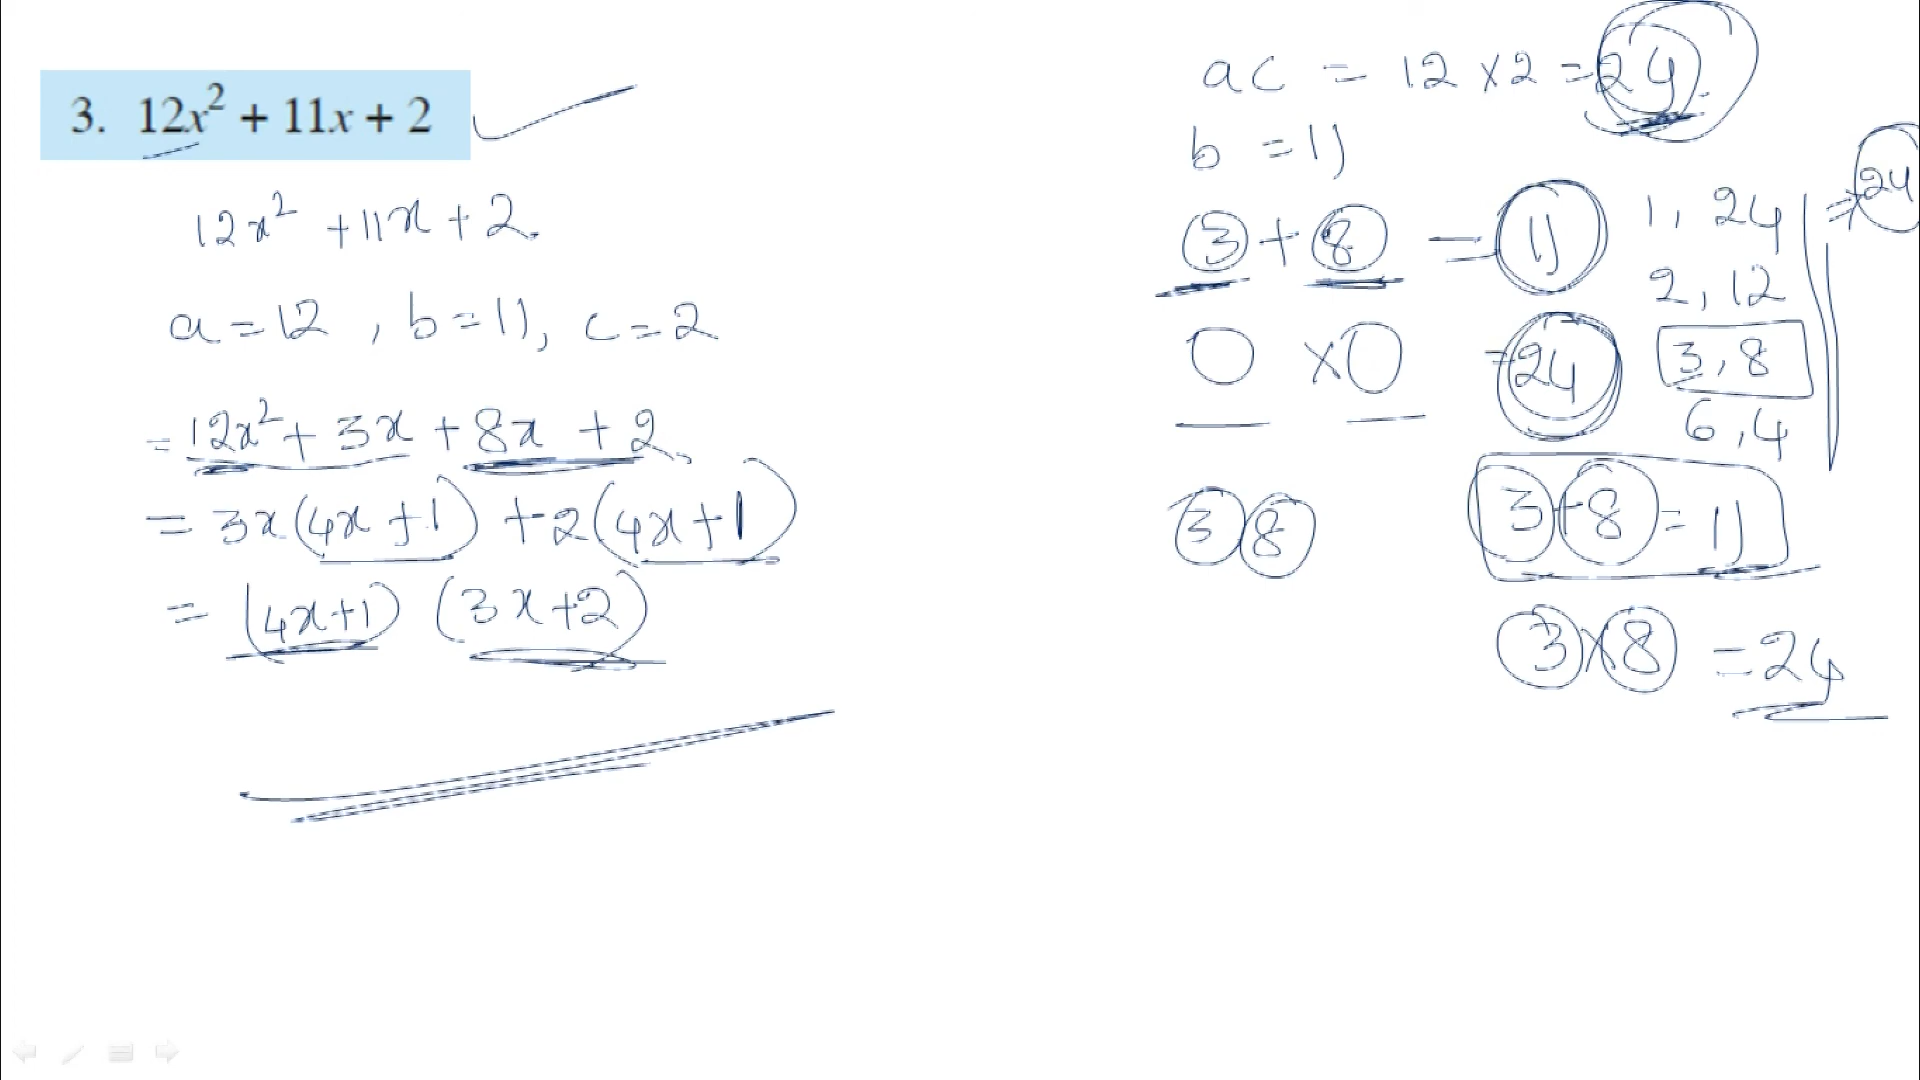 3. 12x² + 11x + 2
12x² + 11x + 2
a = 12 , b = 11, c = 2
= 12x² + 3x + 8x + 2
= 3x(4x+1) + 2(4x+1)
= (4x+1) (3x+2)
ac = 12 × 2 = 24
b = 11
3 + 8 = 11
× = 24
3 8
1, 24
2, 12
3, 8
6, 4
= 24
3 + 8 = 11
3 × 8 = 24